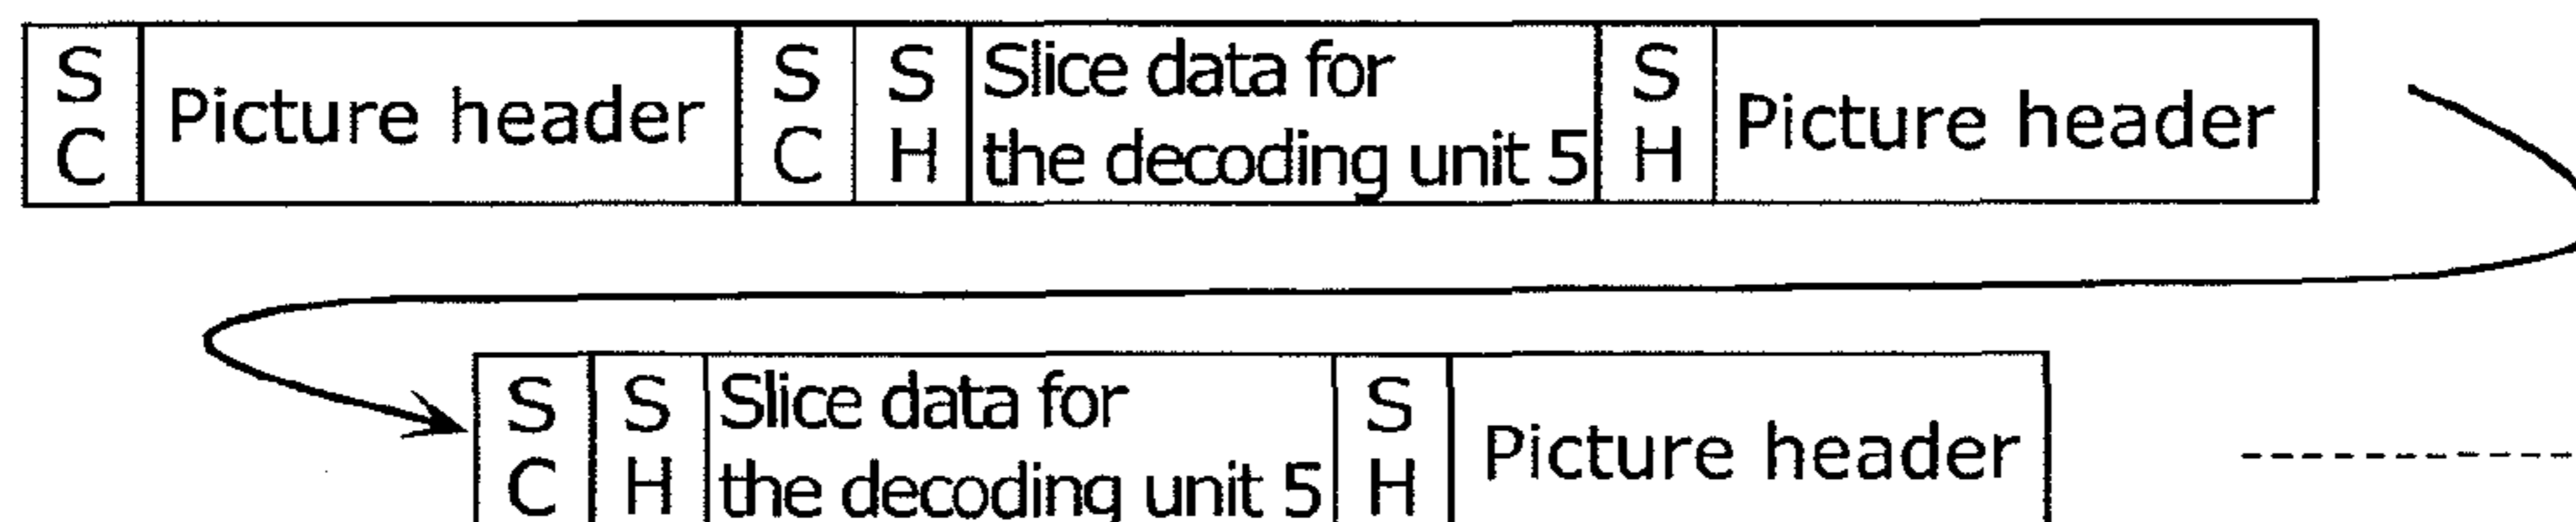 S C Picture header S C S H Slice data for the decoding unit 5 S H Picture header
S C S H Slice data for the decoding unit 5 S H Picture header